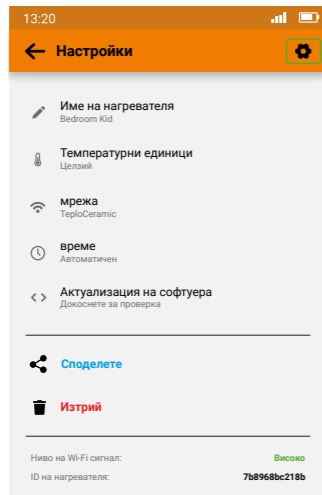 13:20
Настройки
Име на нагревателя
Bedroom Kid
Температурни единици
Целзий
мрежа
TeploCeramic
време
Автоматичен
Актуализация на софтуера
Докоснете за проверка
Споделете
Изтрий
Ниво на Wi-Fi сигнал: Високо
ID на нагревателя: 7b8968bc218b